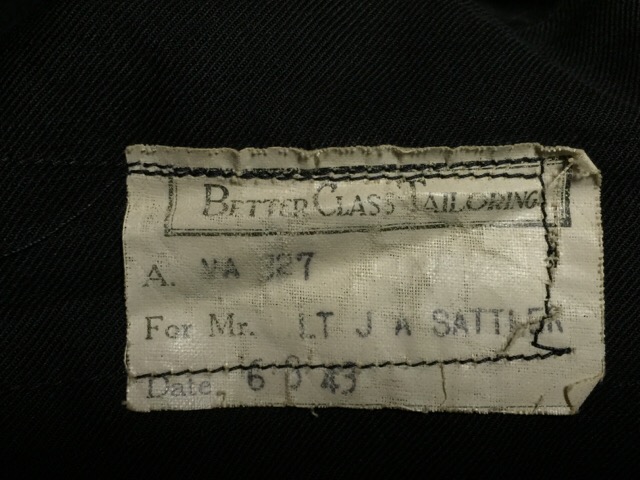 BETTER CLASS TAILORING
A. VA 327
For Mr. LT J A SATTLER
Date, 6 8 43